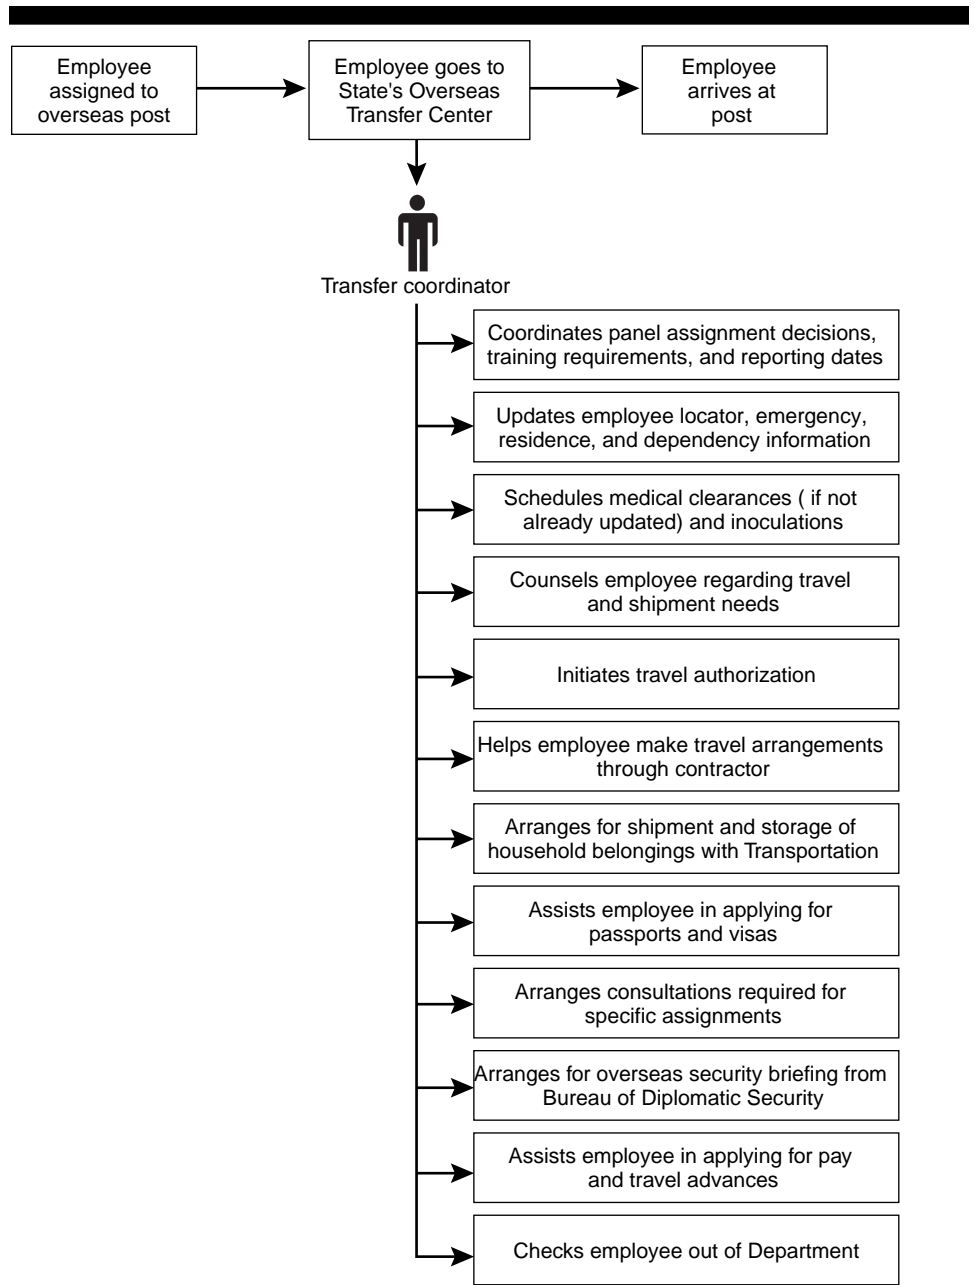 Employee
assigned to
overseas post
Employee goes to
State's Overseas
Transfer Center
Employee
arrives at
post
Transfer coordinator
Coordinates panel assignment decisions,
training requirements, and reporting dates
Updates employee locator, emergency,
residence, and dependency information
Schedules medical clearances ( if not
already updated) and inoculations
Counsels employee regarding travel
and shipment needs
Initiates travel authorization
Helps employee make travel arrangements
through contractor
Arranges for shipment and storage of
household belongings with Transportation
Assists employee in applying for
passports and visas
Arranges consultations required for
specific assignments
Arranges for overseas security briefing from
Bureau of Diplomatic Security
Assists employee in applying for pay
and travel advances
Checks employee out of Department